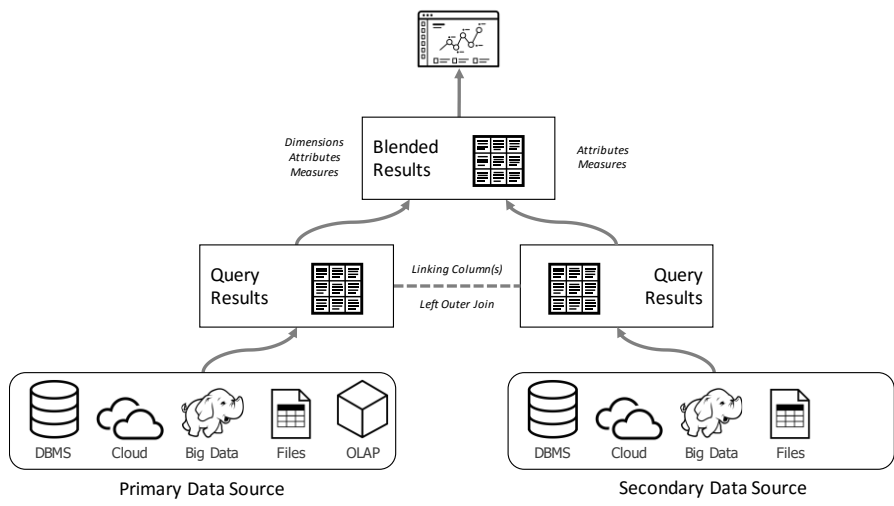 Dimensions
Attributes
Measures
Blended
Results
Attributes
Measures
Query
Results
Linking Column(s)
Left Outer Join
Query
Results
DBMS
Cloud
Big Data
Files
OLAP
DBMS
Cloud
Big Data
Files
Primary Data Source
Secondary Data Source